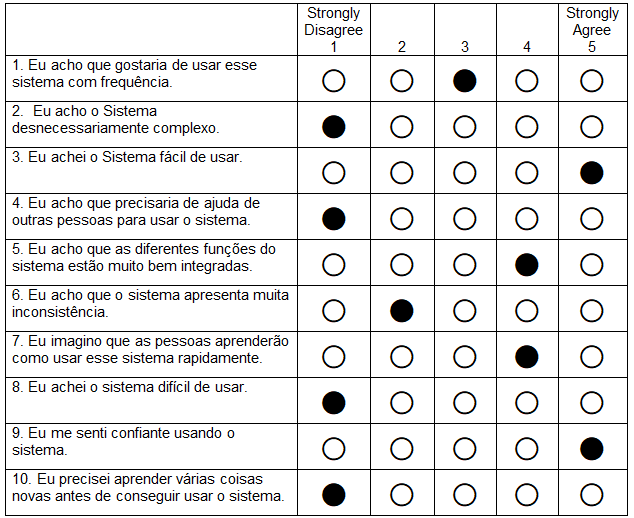 Strongly
Disagree
1
2
3
4
Strongly
Agree
5
1. Eu acho que gostaria de usar esse
sistema com frequência.
2. Eu acho o Sistema
desnecessariamente complexo.
3. Eu achei o Sistema fácil de usar.
4. Eu acho que precisaria de ajuda de
outras pessoas para usar o sistema.
5. Eu acho que as diferentes funções do
sistema estão muito bem integradas.
6. Eu acho que o sistema apresenta muita
inconsistência.
7. Eu imagino que as pessoas aprenderão
como usar esse sistema rapidamente.
8. Eu achei o sistema difícil de usar.
9. Eu me senti confiante usando o
sistema.
10. Eu precisei aprender várias coisas
novas antes de conseguir usar o sistema.